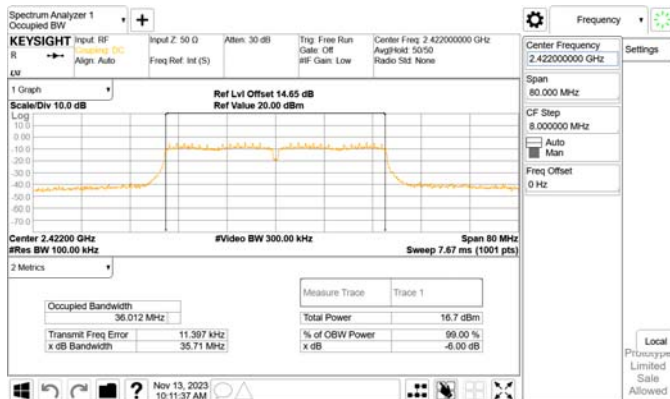 Spectrum Analyzer 1
Occupied BW
Frequency
KEYSIGHT
R
Input: RF
Coupling: DC
Align: Auto
Input Z: 50 Ω
Freq Ref: Int (S)
Atten: 30 dB
Trig: Free Run
Gate: Off
#IF Gain: Low
Center Freq: 2.422000000 GHz
Avg|Hold: 50/50
Radio Std: None
LXI
Center Frequency
2.422000000 GHz
Settings
Span
80.000 MHz
CF Step
8.000000 MHz
Auto
Man
Freq Offset
0 Hz
1 Graph
Scale/Div 10.0 dB
Ref Lvl Offset 14.65 dB
Ref Value 20.00 dBm
Log
10.0
0.00
-10.0
-20.0
-30.0
-40.0
-50.0
-60.0
-70.0
Center 2.42200 GHz
#Res BW 100.00 kHz
#Video BW 300.00 kHz
Span 80 MHz
Sweep 7.67 ms (1001 pts)
2 Metrics
Measure Trace Trace 1
Occupied Bandwidth
36.012 MHz
Total Power 16.7 dBm
Transmit Freq Error 11.397 kHz
% of OBW Power 99.00 %
x dB Bandwidth 35.71 MHz
x dB -6.00 dB
Local
Prototype
Limited
Sale
Allowed
?
Nov 13, 2023
10:11:37 AM